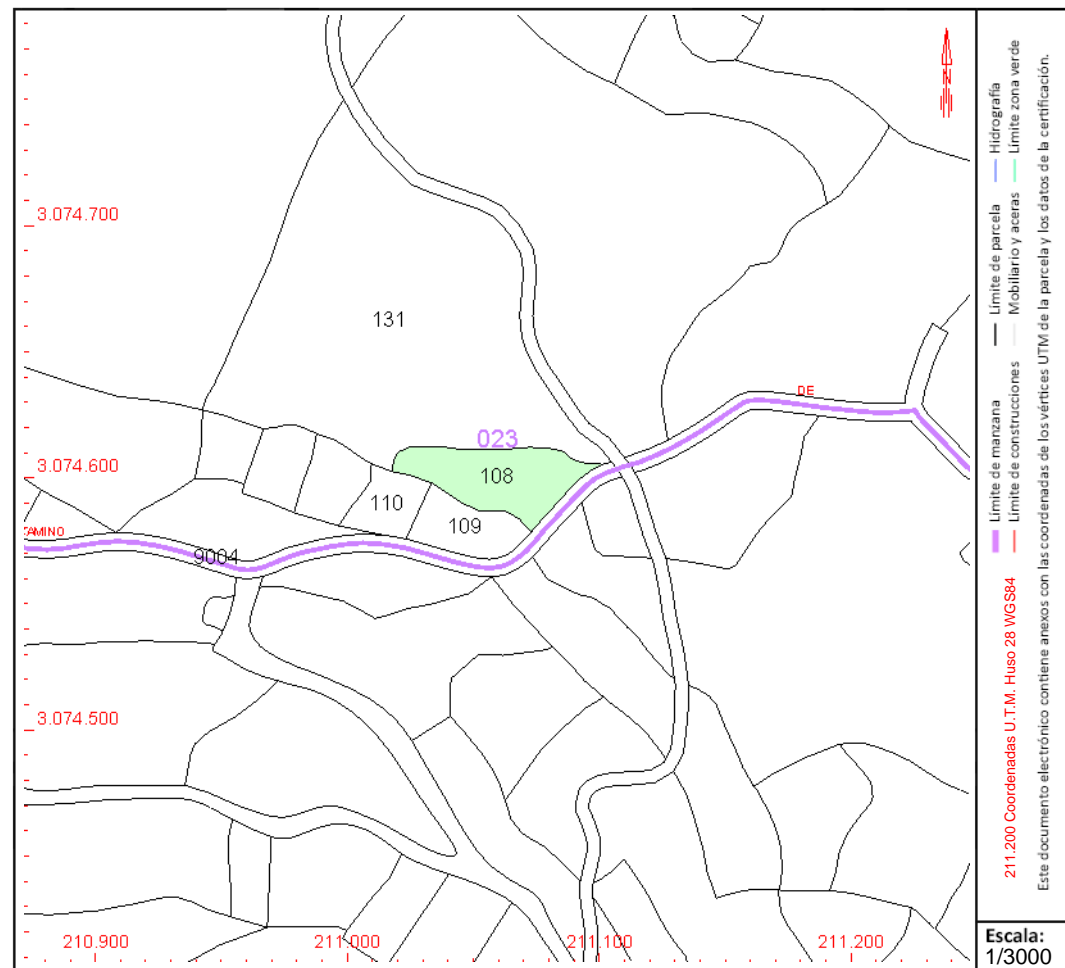 N
3.074.700
131
DE
023
3.074.600
108
110
109
CAMINO
9004
3.074.500
210.900
211.000
211.100
211.200
Límite de manzana
Límite de parcela
Hidrografía
Límite de construcciones
Mobiliario y aceras
Límite zona verde
211.200 Coordenadas U.T.M. Huso 28 WGS84
Este documento electrónico contiene anexos con las coordenadas de los vértices UTM de la parcela y los datos de la certificación.
Escala:
1/3000